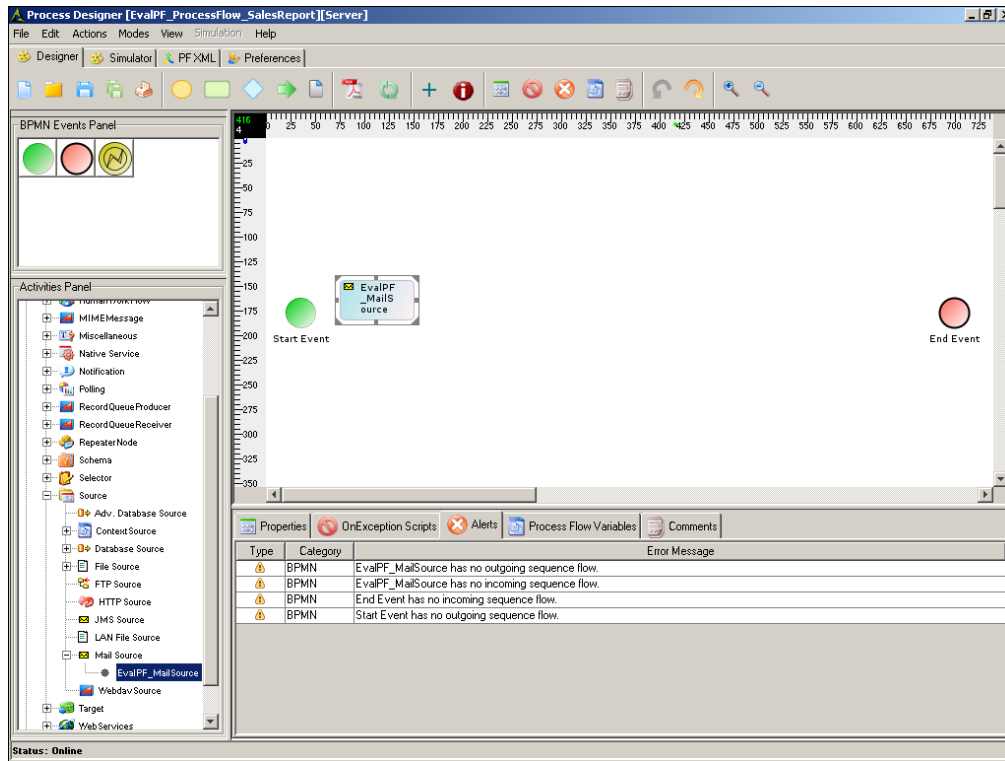 Process Designer [EvalPF_ProcessFlow_SalesReport][Server]
File Edit Actions Modes View Simulation Help
Designer Simulator PF XML Preferences
BPMN Events Panel
416
4
0 25 50 75 100 125 150 175 200 225 250 275 300 325 350 375 400 425 450 475 500 525 550 575 600 625 650 675 700 725
25
50
75
100
125
150
175
200
225
250
275
300
325
350
EvalPF
_MailS
ource
Start Event
End Event
Activities Panel
HumanWorkFlow
MIMEMessage
Miscellaneous
Native Service
Notification
Polling
RecordQueueProducer
RecordQueueReceiver
RepeaterNode
Schema
Selector
Source
Adv. Database Source
ContextSource
Database Source
File Source
FTP Source
HTTP Source
JMS Source
LAN File Source
Mail Source
EvalPF_MailSource
WebdavSource
Target
WebServices
Properties OnException Scripts Alerts Process Flow Variables Comments
Type Category Error Message
BPMN EvalPF_MailSource has no outgoing sequence flow.
BPMN EvalPF_MailSource has no incoming sequence flow.
BPMN End Event has no incoming sequence flow.
BPMN Start Event has no outgoing sequence flow.
Status: Online